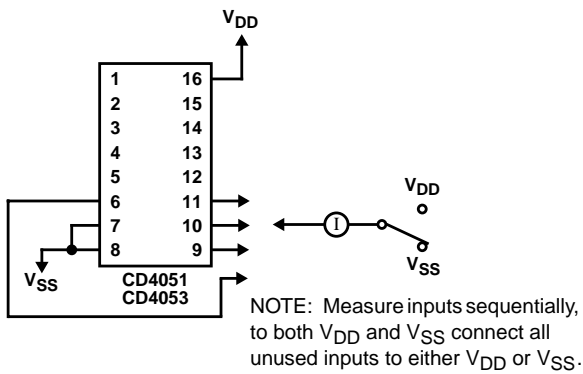 VDD
1 16
2 15
3 14
4 13
5 12
6 11
7 10
8 9
VSS
CD4051
CD4053
I
VDD
VSS
NOTE: Measure inputs sequentially,
to both VDD and VSS connect all
unused inputs to either VDD or VSS.